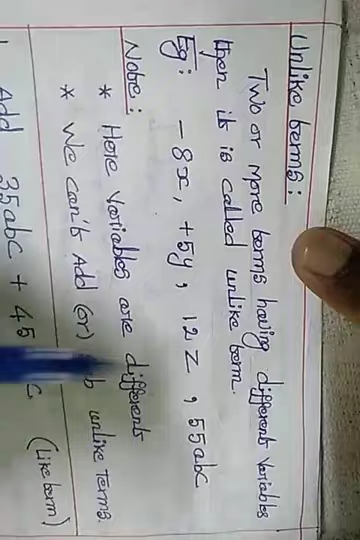 Unlike terms:
Two or more terms having different variables
then it is called unlike term.
Eg: -8x, +5y, 12z, 55abc
Note:
* Here variables are different
* We can't Add (or) b unlike Terms.
Add 35abc + 45 c (like term)